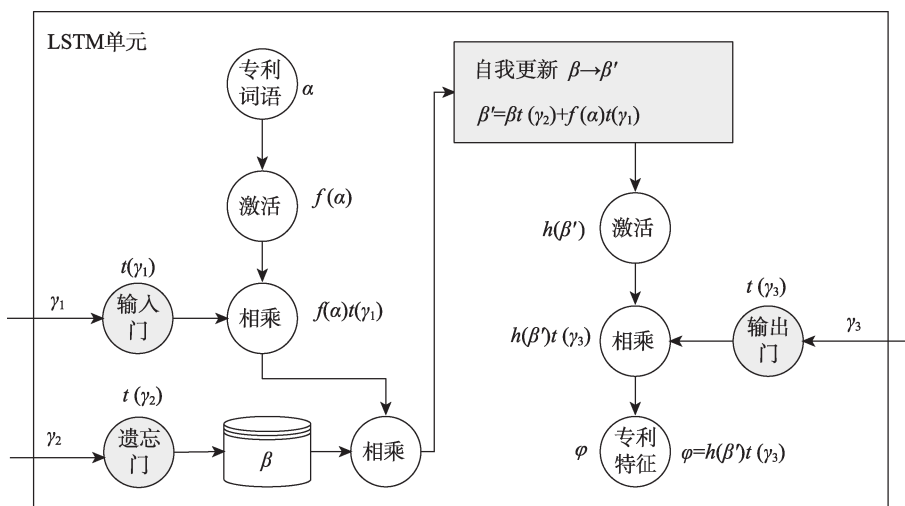 LSTM单元
专利
词语
α
激活
f(α)
t(γ₁)
γ₁
输入
门
相乘
f(α)t(γ₁)
t(γ₂)
γ₂
遗忘
门
β
相乘
自我更新 β→β′
β′=βt(γ₂)+f(α)t(γ₁)
激活
h(β′)
t(γ₃)
h(β′)t(γ₃)
相乘
输出
门
γ₃
φ
专利
特征
φ=h(β′)t(γ₃)